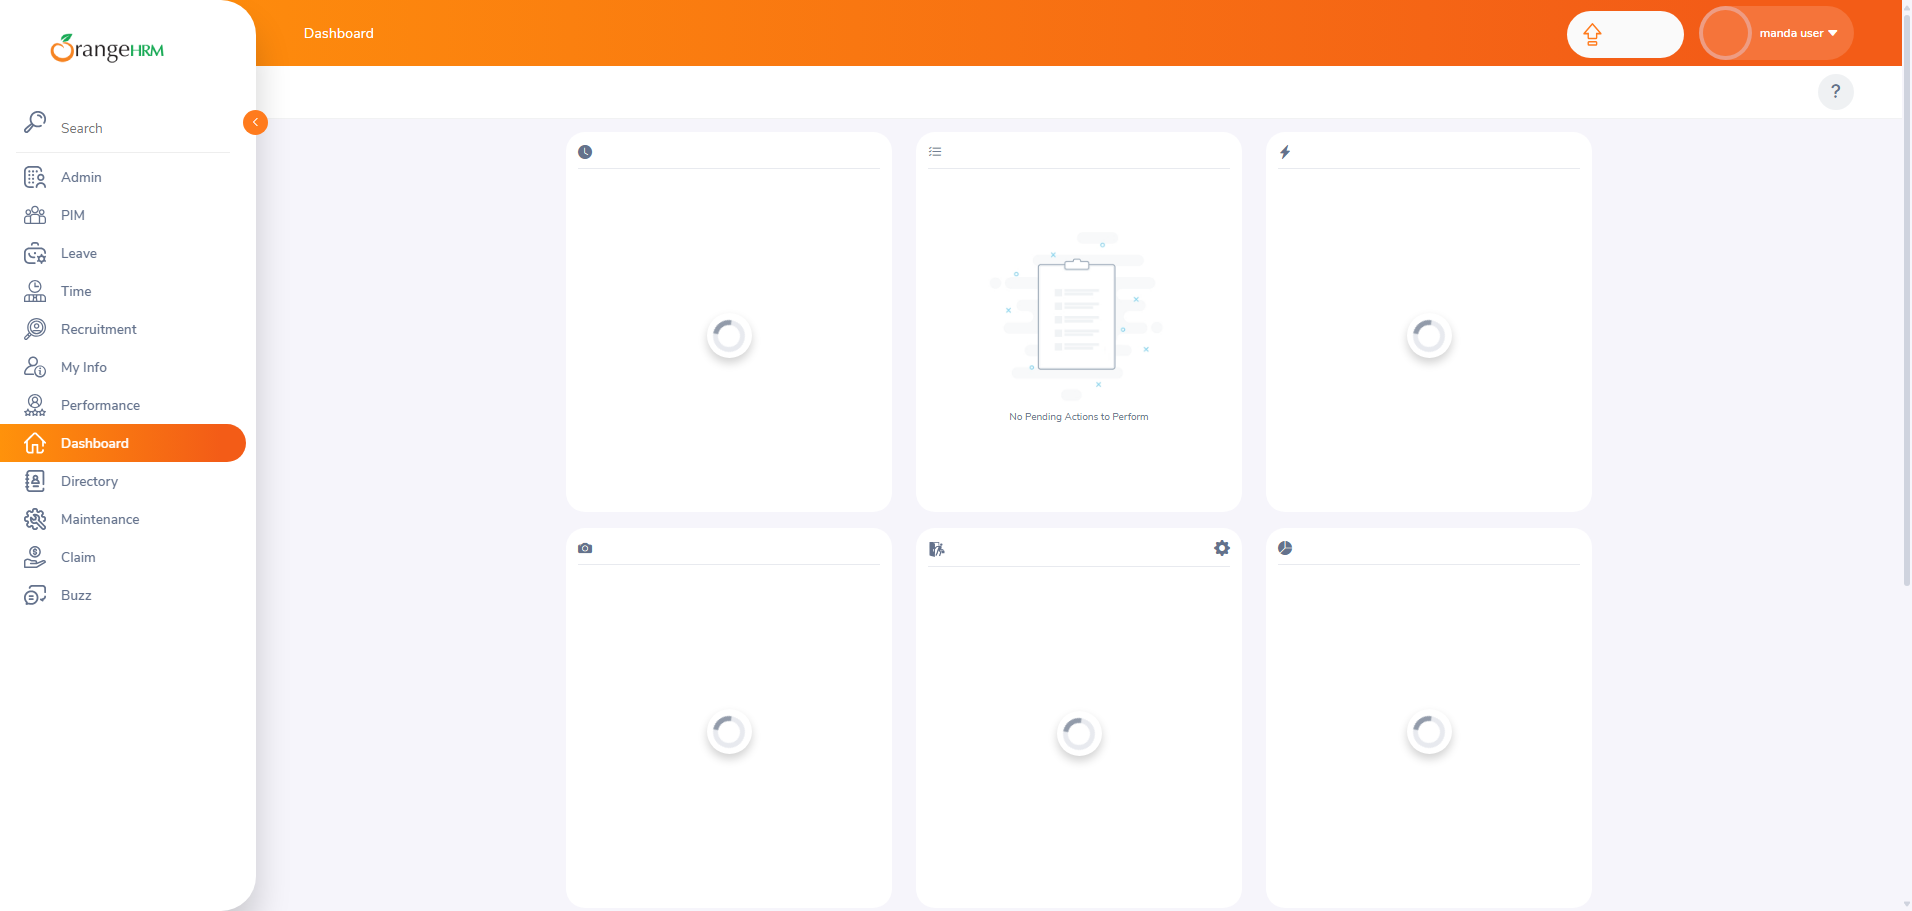 OrangeHRM
Search
Admin
PIM
Leave
Time
Recruitment
My Info
Performance
Dashboard
Directory
Maintenance
Claim
Buzz
Dashboard
manda user
?
No Pending Actions to Perform